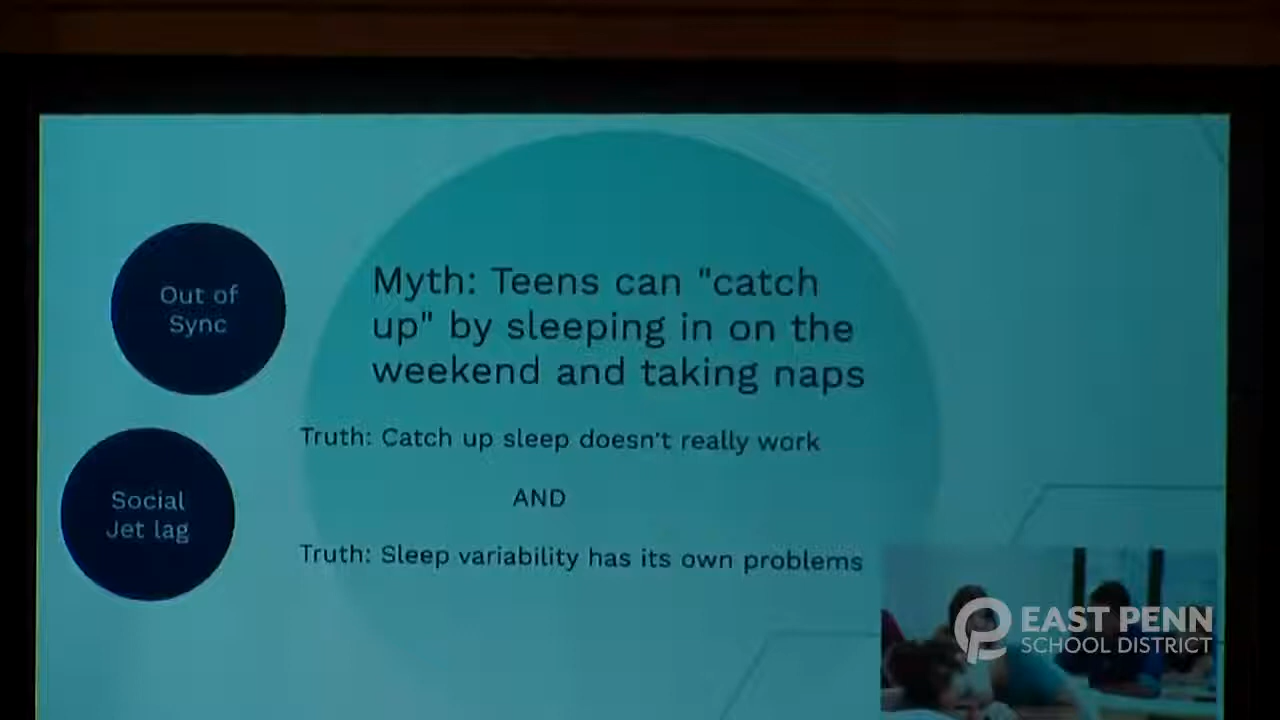 Out of
Sync
Myth: Teens can "catch
up" by sleeping in on the
weekend and taking naps
Truth: Catch up sleep doesn't really work
Social
Jet lag
AND
Truth: Sleep variability has its own problems
EAST PENN
SCHOOL DISTRICT